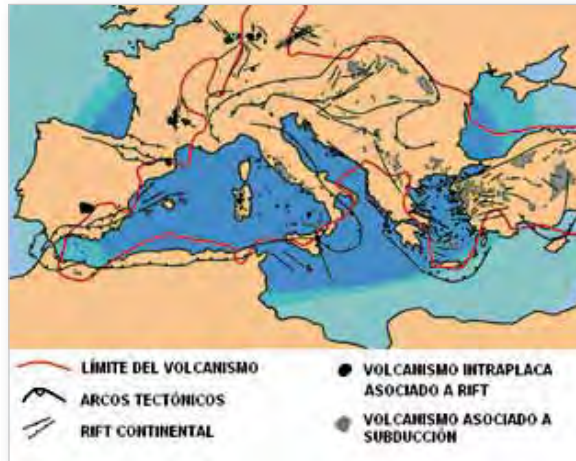 LÍMITE DEL VOLCANISMO
ARCOS TECTÓNICOS
RIFT CONTINENTAL
VOLCANISMO INTRAPLACA
ASOCIADO A RIFT
VOLCANISMO ASOCIADO A
SUBDUCCIÓN